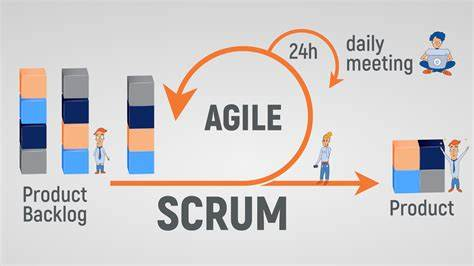 24h
daily
meeting
AGILE
Product
Backlog
SCRUM
Product